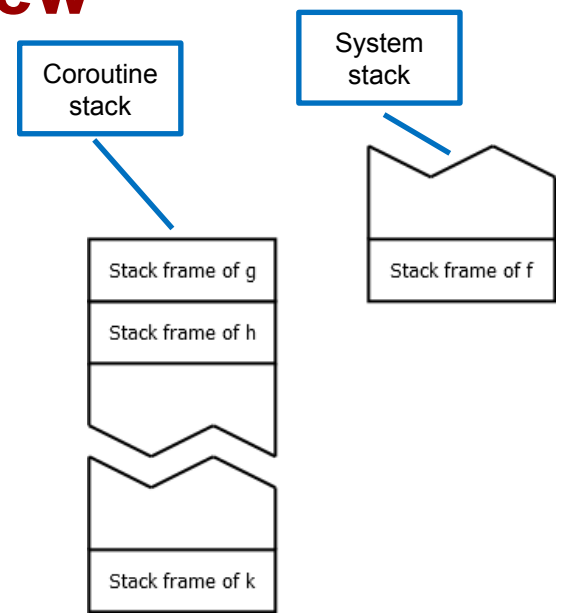 Coroutine
stack
System
stack
Stack frame of g
Stack frame of f
Stack frame of h
Stack frame of k